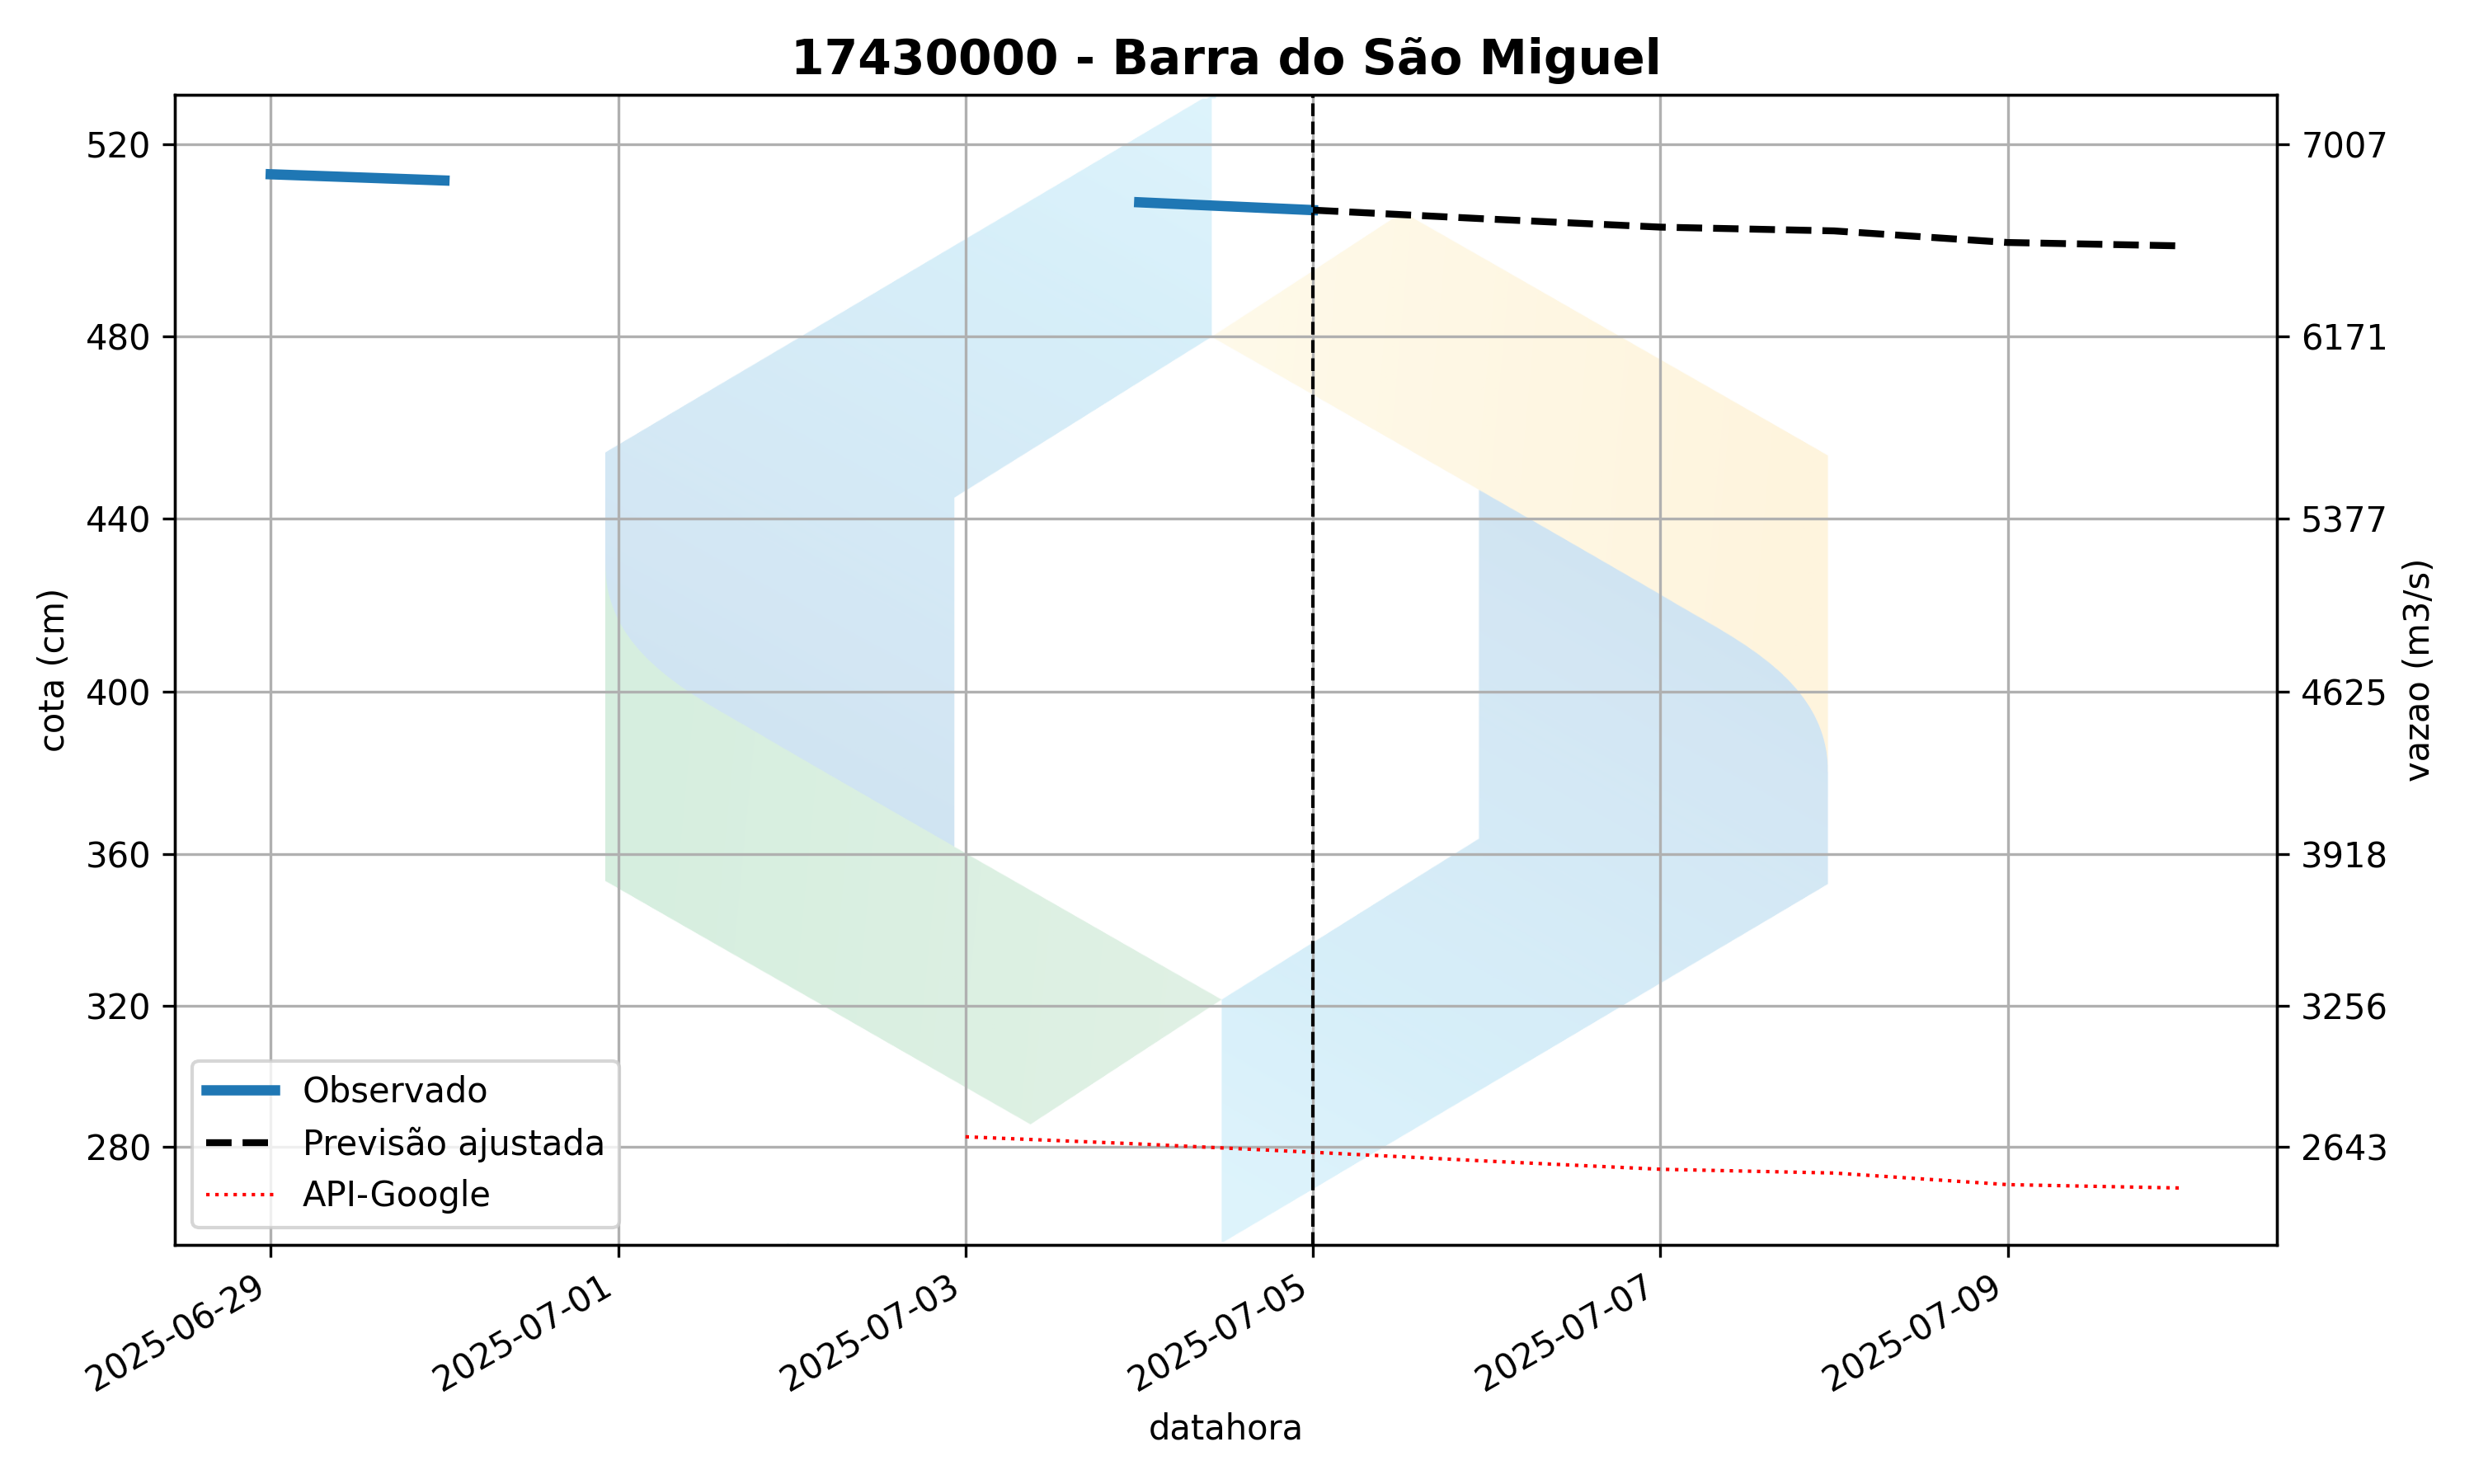 17430000 - Barra do São Miguel
520
480
440
400
360
320
280
cota (cm)
7007
6171
5377
4625
3918
3256
2643
vazao (m3/s)
Observado
Previsão ajustada
API-Google
2025-06-29
2025-07-01
2025-07-03
2025-07-05
2025-07-07
2025-07-09
datahora